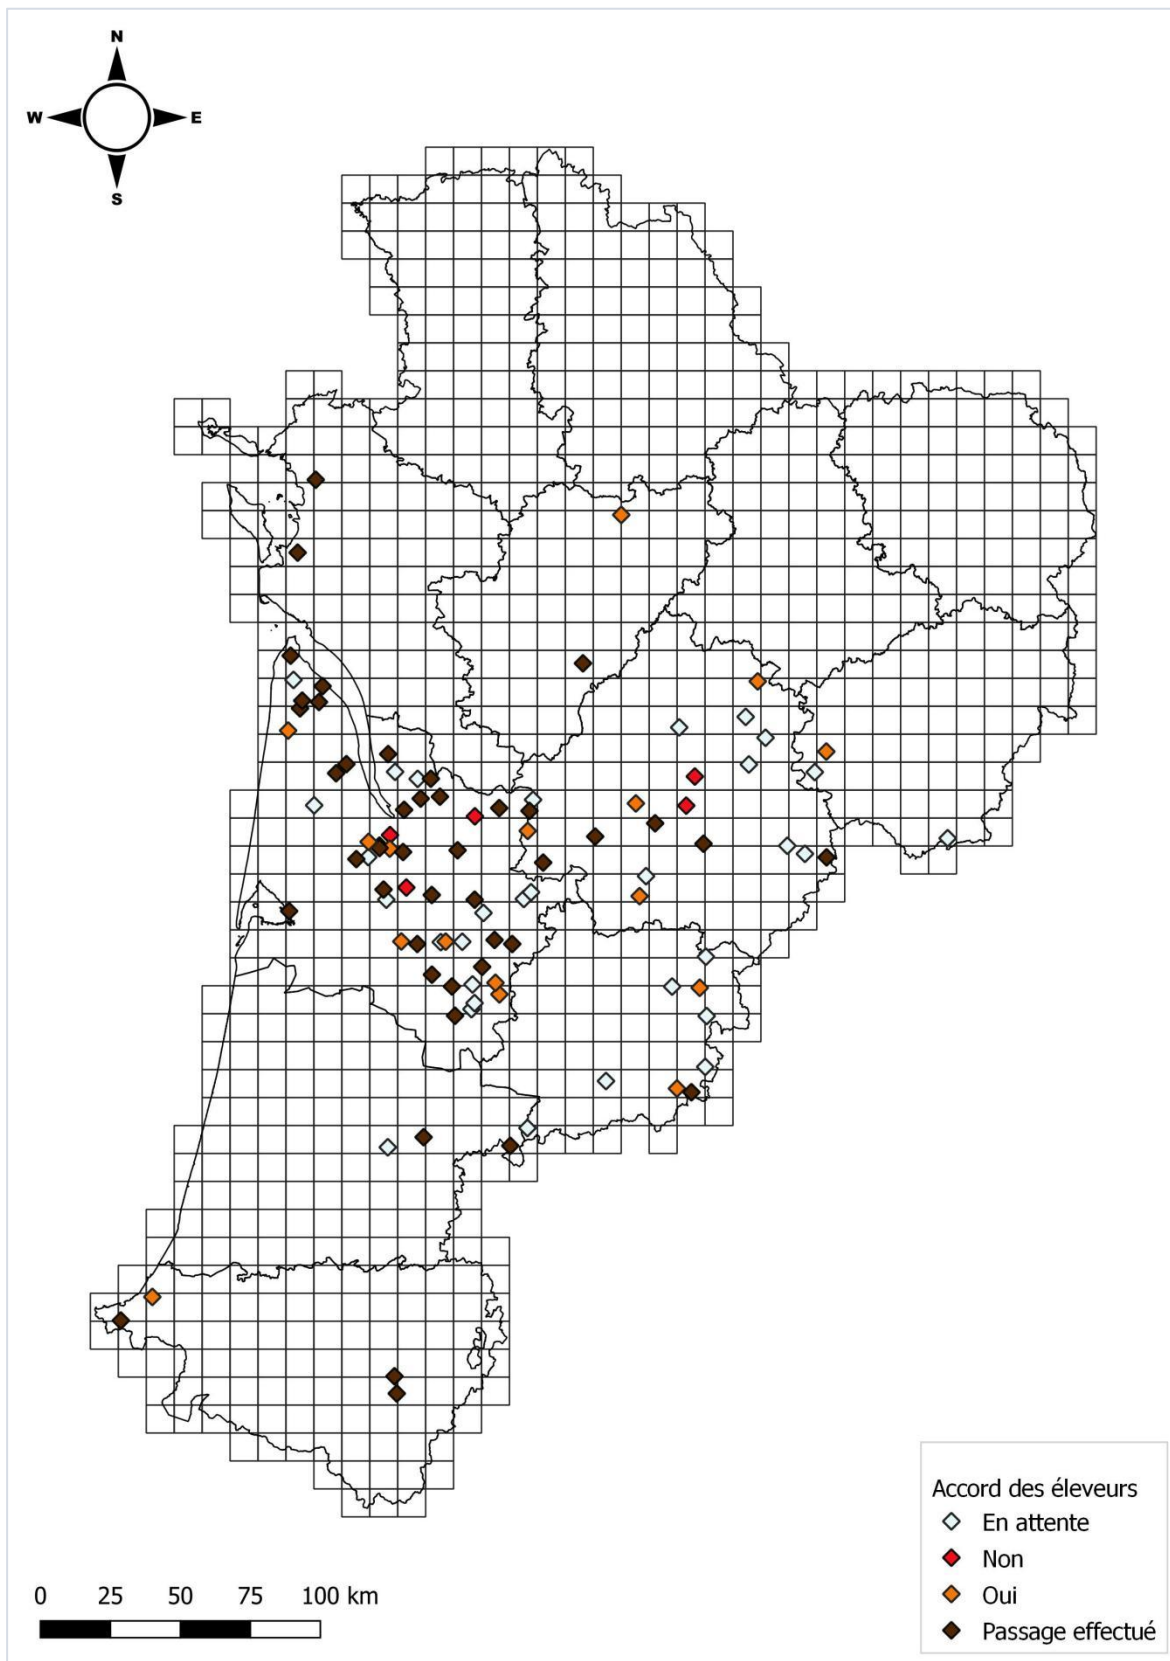 N
W E
S
Accord des éleveurs
En attente
Non
Oui
Passage effectué
0 25 50 75 100 km